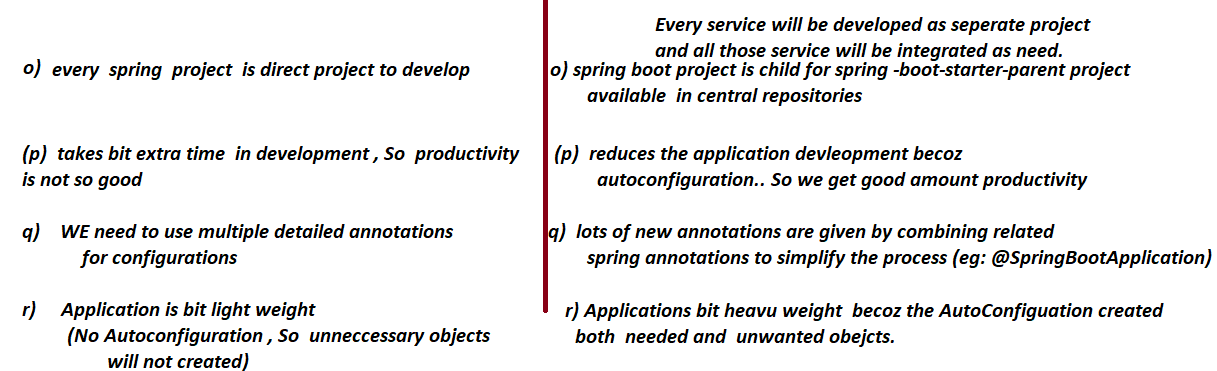 Every service will be developed as seperate project
and all those service will be integrated as need.
o) every spring project is direct project to develop
o) spring boot project is child for spring -boot-starter-parent project
available in central repositories
(p) takes bit extra time in development , So productivity
is not so good
(p) reduces the application devleopment becoz
autoconfiguration.. So we get good amount productivity
q) WE need to use multiple detailed annotations
for configurations
q) lots of new annotations are given by combining related
spring annotations to simplify the process (eg: @SpringBootApplication)
r) Application is bit light weight
(No Autoconfiguration , So unneccessary objects
will not created)
r) Applications bit heavu weight becoz the AutoConfiguation created
both needed and unwanted obejcts.